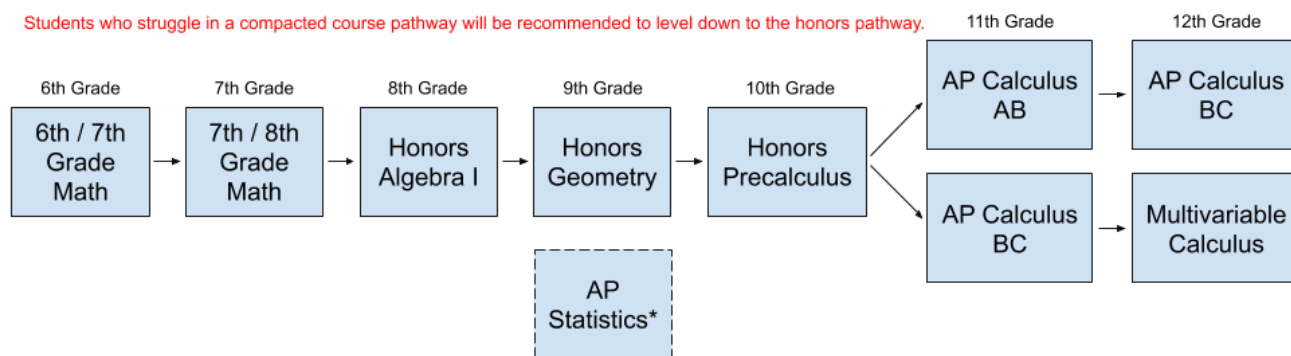 Students who struggle in a compacted course pathway will be recommended to level down to the honors pathway.
11th Grade
12th Grade
6th Grade
7th Grade
8th Grade
9th Grade
10th Grade
6th / 7th
Grade
Math
7th / 8th
Grade
Math
Honors
Algebra I
Honors
Geometry
Honors
Precalculus
AP Calculus
AB
AP Calculus
BC
AP Calculus
BC
Multivariable
Calculus
AP
Statistics*